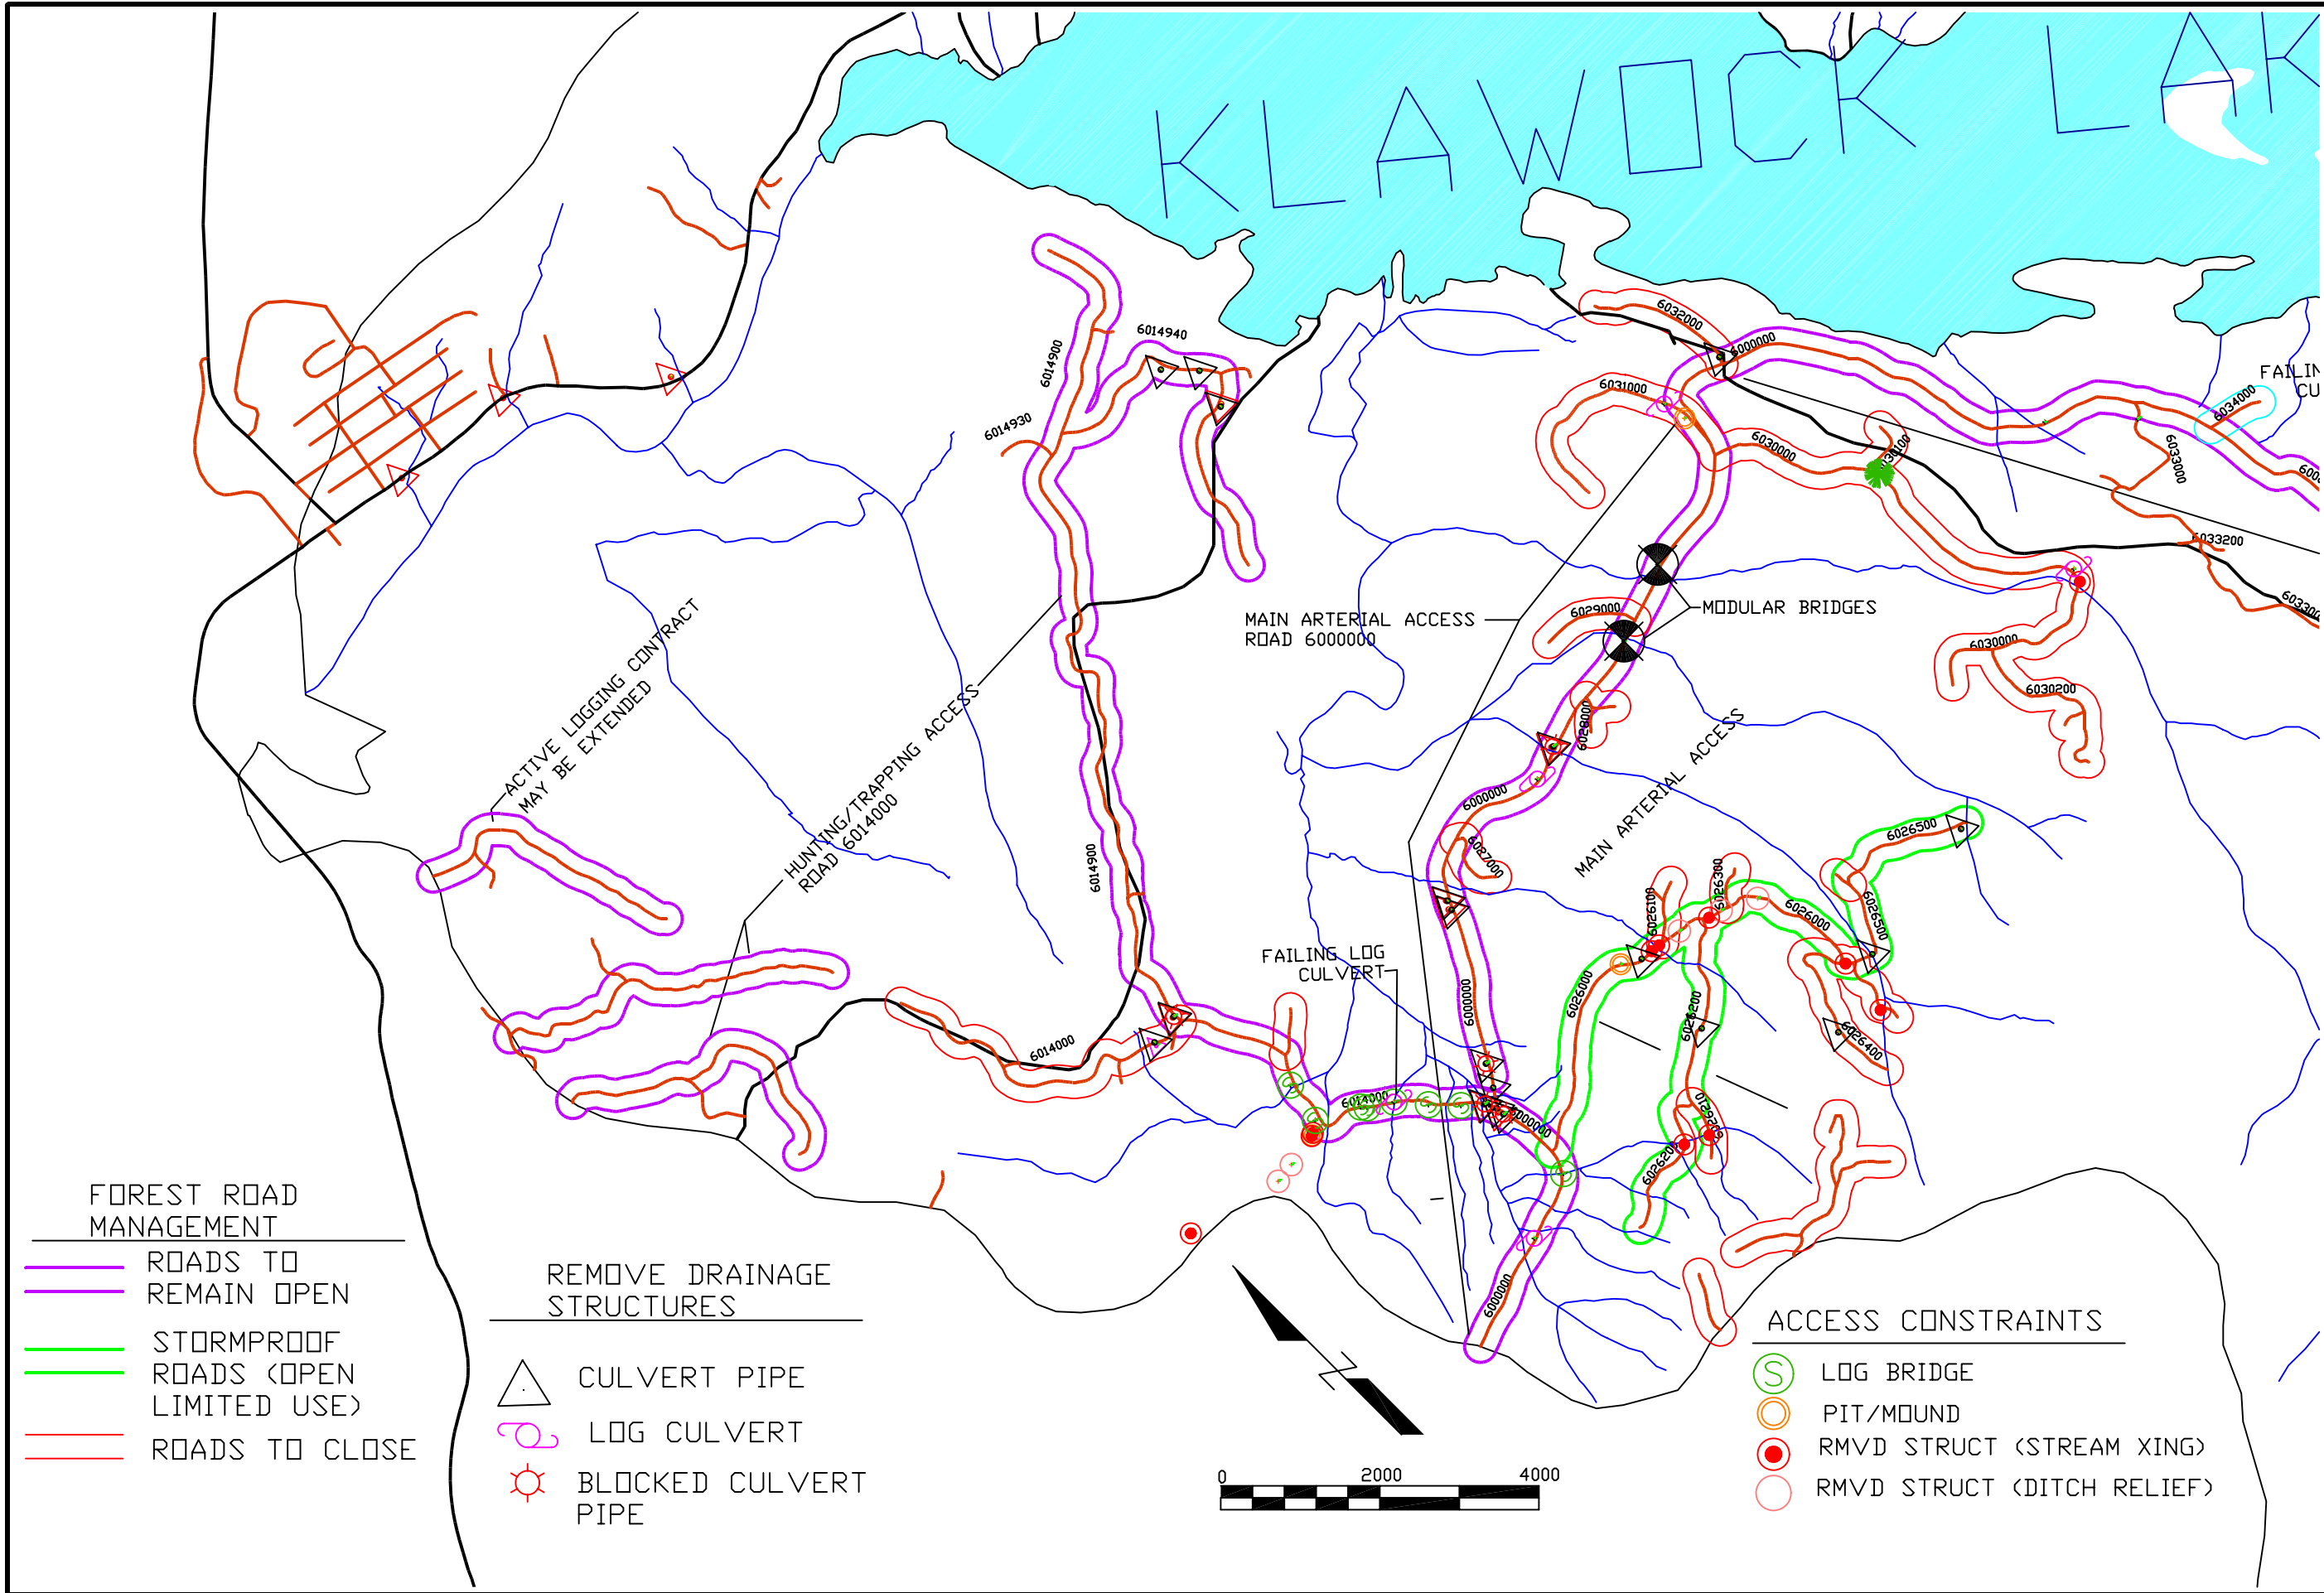 KLAWOCK LAK
6032000
6000000
6014940
6014900
6031000
6034000
FAILIN
CU
6014930
6030000
6030100
6033000
600
6033200
6033000
6029000
MAIN ARTERIAL ACCESS
ROAD 6000000
MODULAR BRIDGES
6030000
6030200
ACTIVE LOGGING CONTRACT
MAY BE EXTENDED
HUNTING/TRAPPING ACCESS
ROAD 6014000
6028000
MAIN ARTERIAL ACCESS
6000000
6027000
6014900
6026500
6026300
6026100
6026000
6026500
FAILING LOG
CULVERT
6000000
6026000
6026200
6026400
6014000
6014000
6000000
6026210
6026200
6000000
FOREST ROAD
MANAGEMENT
ROADS TO
REMAIN OPEN
STORMPROOF
ROADS (OPEN
LIMITED USE)
ROADS TO CLOSE
REMOVE DRAINAGE
STRUCTURES
CULVERT PIPE
LOG CULVERT
BLOCKED CULVERT
PIPE
0 2000 4000
ACCESS CONSTRAINTS
LOG BRIDGE
PIT/MOUND
RMVD STRUCT (STREAM XING)
RMVD STRUCT (DITCH RELIEF)